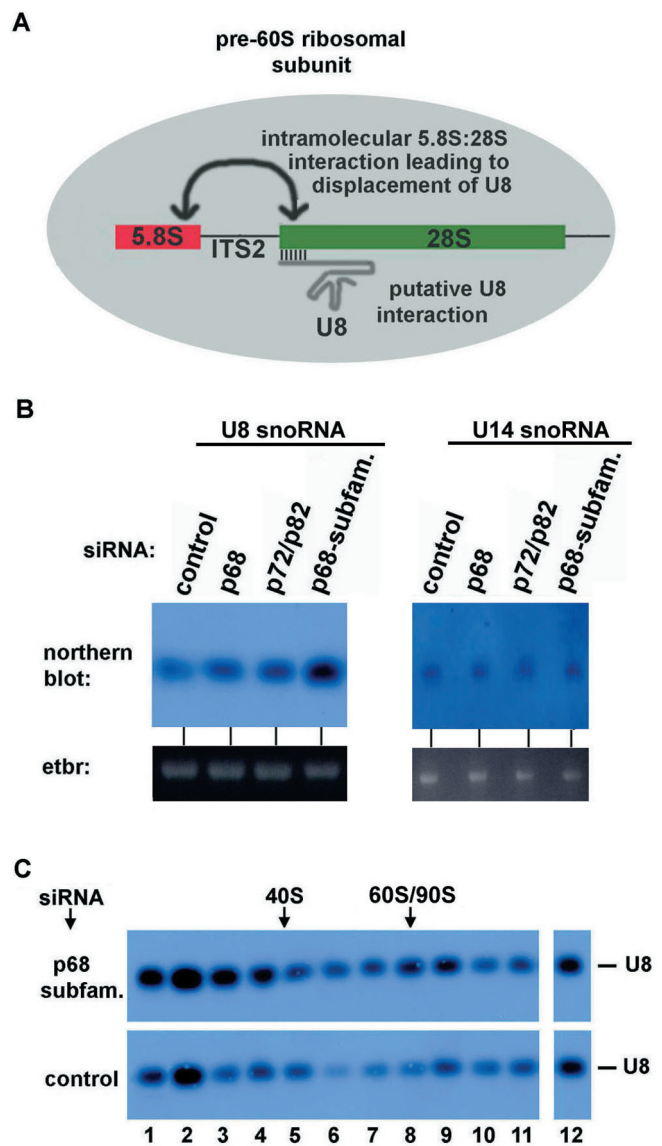 A
pre-60S ribosomal
subunit
intramolecular 5.8S:28S
interaction leading to
displacement of U8
5.8S
ITS2
28S
putative U8
interaction
U8
B
U8 snoRNA
U14 snoRNA
siRNA:
control
p68
p72/p82
p68-subfam.
control
p68
p72/p82
p68-subfam.
northern
blot:
etbr:
C
siRNA
40S
60S/90S
p68
subfam.
U8
control
U8
1 2 3 4 5 6 7 8 9 10 11 12